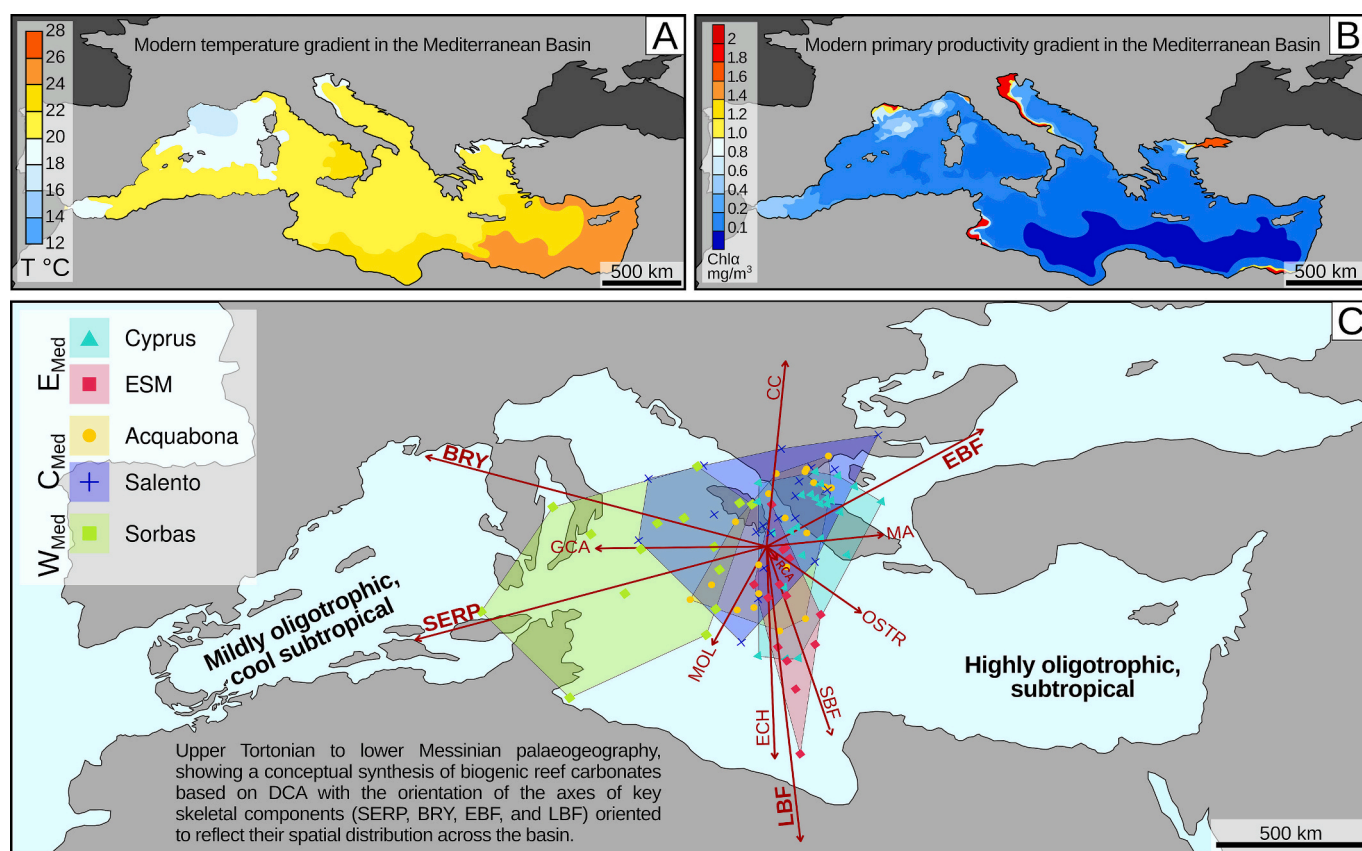 Modern temperature gradient in the Mediterranean Basin
A
28
26
24
22
20
18
16
14
12
T °C
500 km
Modern primary productivity gradient in the Mediterranean Basin
B
2
1.8
1.6
1.4
1.2
1.0
0.8
0.6
0.4
0.2
0.1
Chlα
mg/m³
500 km
C
E Med
Cyprus
ESM
C Med
Acquabona
Salento
W Med
Sorbas
CC
BRY
EBF
GCA
MA
RCA
SERP
OSTR
MOL
SBF
ECH
LBF
Mildly oligotrophic,
cool subtropical
Highly oligotrophic,
subtropical
Upper Tortonian to lower Messinian palaeogeography,
showing a conceptual synthesis of biogenic reef carbonates
based on DCA with the orientation of the axes of key
skeletal components (SERP, BRY, EBF, and LBF) oriented
to reflect their spatial distribution across the basin.
500 km